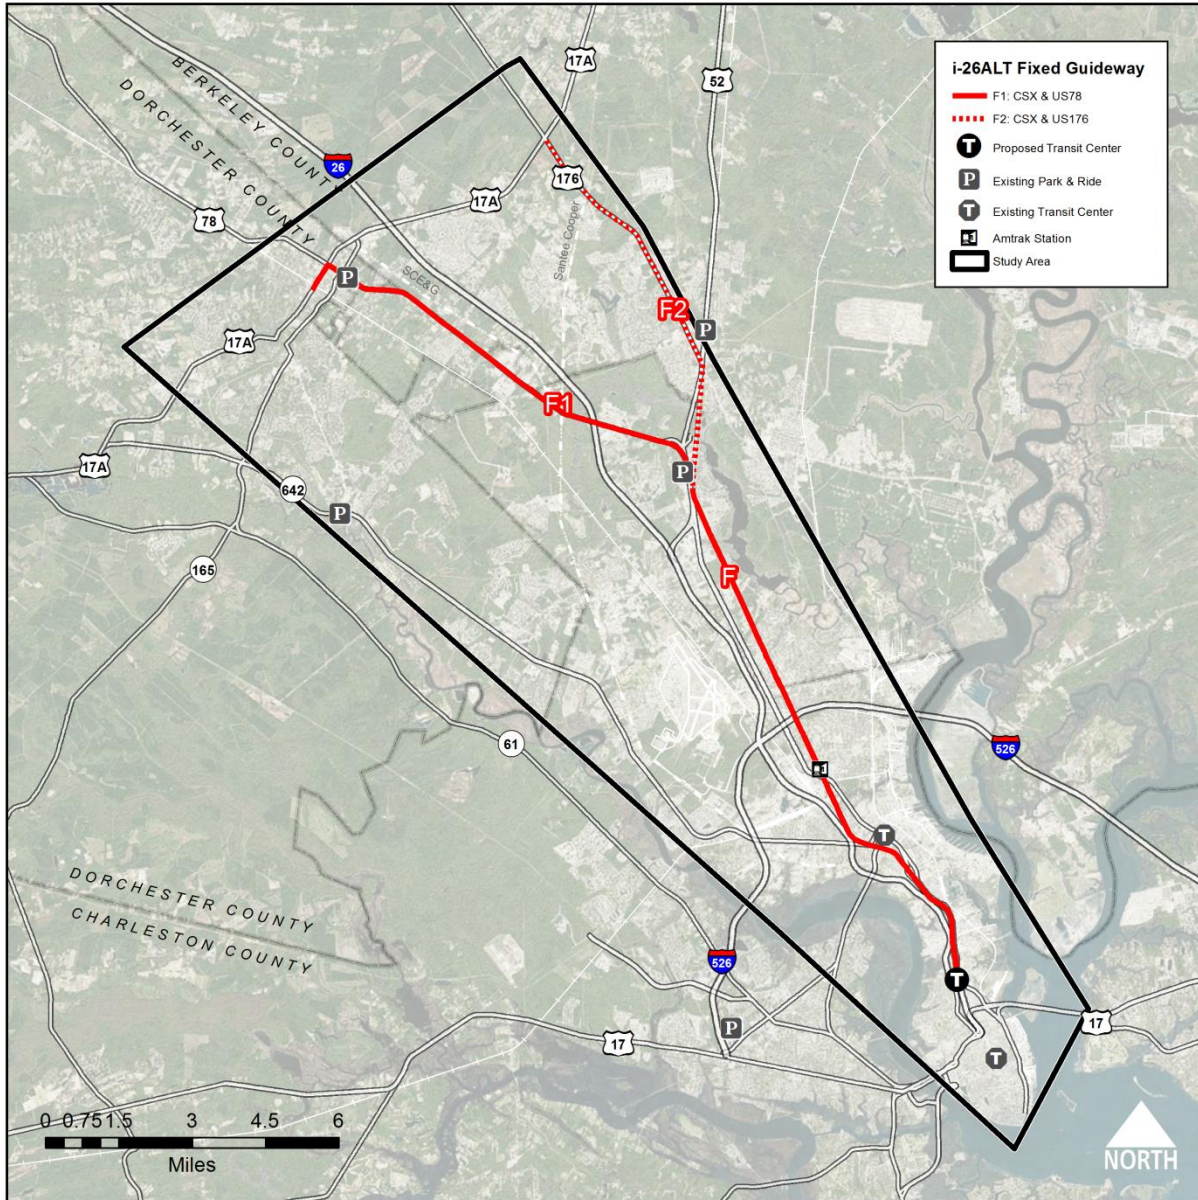 i-26ALT Fixed Guideway
F1: CSX & US78
F2: CSX & US176
T Proposed Transit Center
P Existing Park & Ride
T Existing Transit Center
Amtrak Station
Study Area
17A
52
BERKELEY COUNTY
DORCHESTER COUNTY
26
176
17A
78
Santee Cooper
SCE&G
P
F2
P
17A
F1
17A
P
642
P
165
F
61
526
T
DORCHESTER COUNTY
CHARLESTON COUNTY
526
T
17
P
17
T
0 0.75 1.5 3 4.5 6
Miles
NORTH